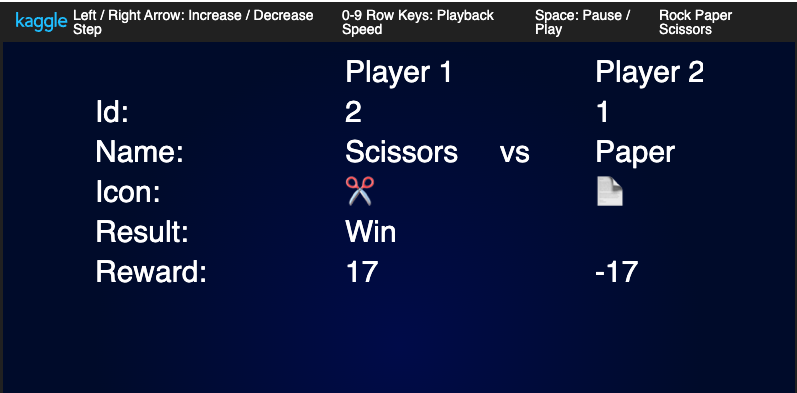 kaggle
Left / Right Arrow: Increase / Decrease
Step
0-9 Row Keys: Playback
Speed
Space: Pause /
Play
Rock Paper
Scissors
Player 1 Player 2
Id: 2 1
Name: Scissors vs Paper
Icon:
Result: Win
Reward: 17 -17